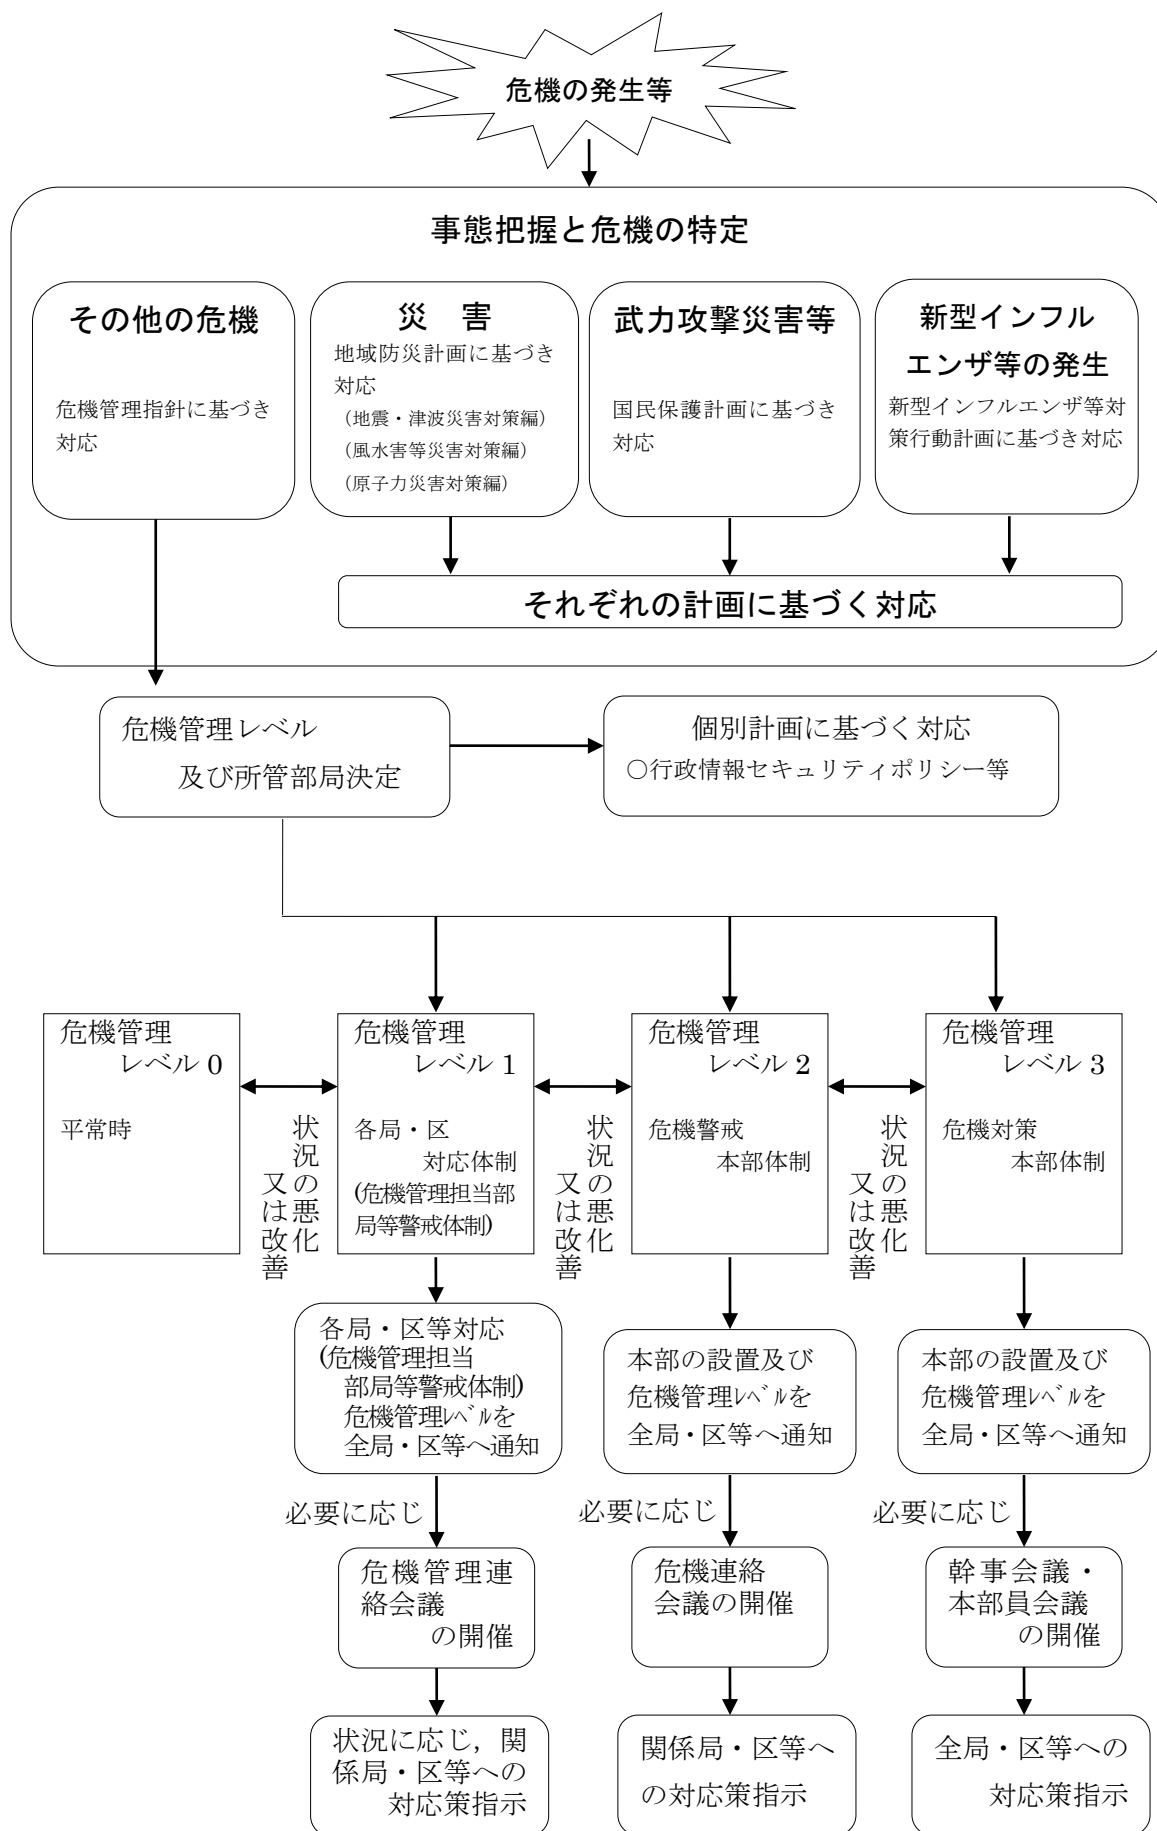 危機の発生等
事態把握と危機の特定
その他の危機
危機管理指針に基づき
対応
災　害
地域防災計画に基づき
対応
（地震・津波災害対策編）
（風水害等災害対策編）
（原子力災害対策編）
武力攻撃災害等
国民保護計画に基づき
対応
新型インフル
エンザ等の発生
新型インフルエンザ等対
策行動計画に基づき対応
それぞれの計画に基づく対応
危機管理レベル
及び所管部局決定
個別計画に基づく対応
○行政情報セキュリティポリシー等
危機管理
レベル 0
平常時
状況の悪化
又は改善
危機管理
レベル 1
各局・区
対応体制
(危機管理担当部
局等警戒体制)
状況の悪化
又は改善
危機管理
レベル 2
危機警戒
本部体制
状況の悪化
又は改善
危機管理
レベル 3
危機対策
本部体制
各局・区等対応
(危機管理担当
部局等警戒体制)
危機管理ﾚﾍﾞﾙを
全局・区等へ通知
本部の設置及び
危機管理ﾚﾍﾞﾙを
全局・区等へ通知
本部の設置及び
危機管理ﾚﾍﾞﾙを
全局・区等へ通知
必要に応じ
必要に応じ
必要に応じ
危機管理連
絡会議
の開催
危機連絡
会議の開催
幹事会議・
本部員会議
の開催
状況に応じ，関
係局・区等への
対応策指示
関係局・区等へ
の対応策指示
全局・区等への
対応策指示